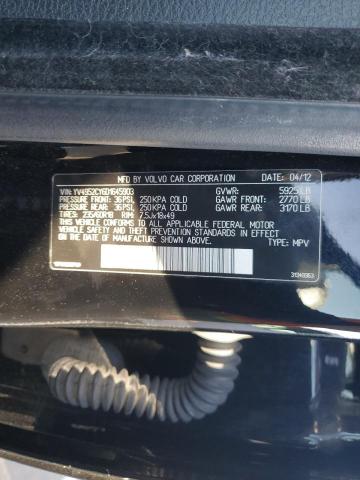 MFD BY VOLVO CAR CORPORATION DATE: 04/12
VIN: YV4952CY6D1645903 GVWR: 5925 LB
PRESSURE FRONT: 36 PSI, 250 KPA COLD GAWR FRONT: 2770 LB
PRESSURE REAR: 36 PSI, 250 KPA COLD GAWR REAR: 3170 LB
TIRES: 235/60R18 RIM: 7.5Jx18x49
THIS VEHICLE CONFORMS TO ALL APPLICABLE FEDERAL MOTOR
VEHICLE SAFETY AND THEFT PREVENTION STANDARDS IN EFFECT
ON THE DATE OF MANUFACTURE SHOWN ABOVE. TYPE: MPV